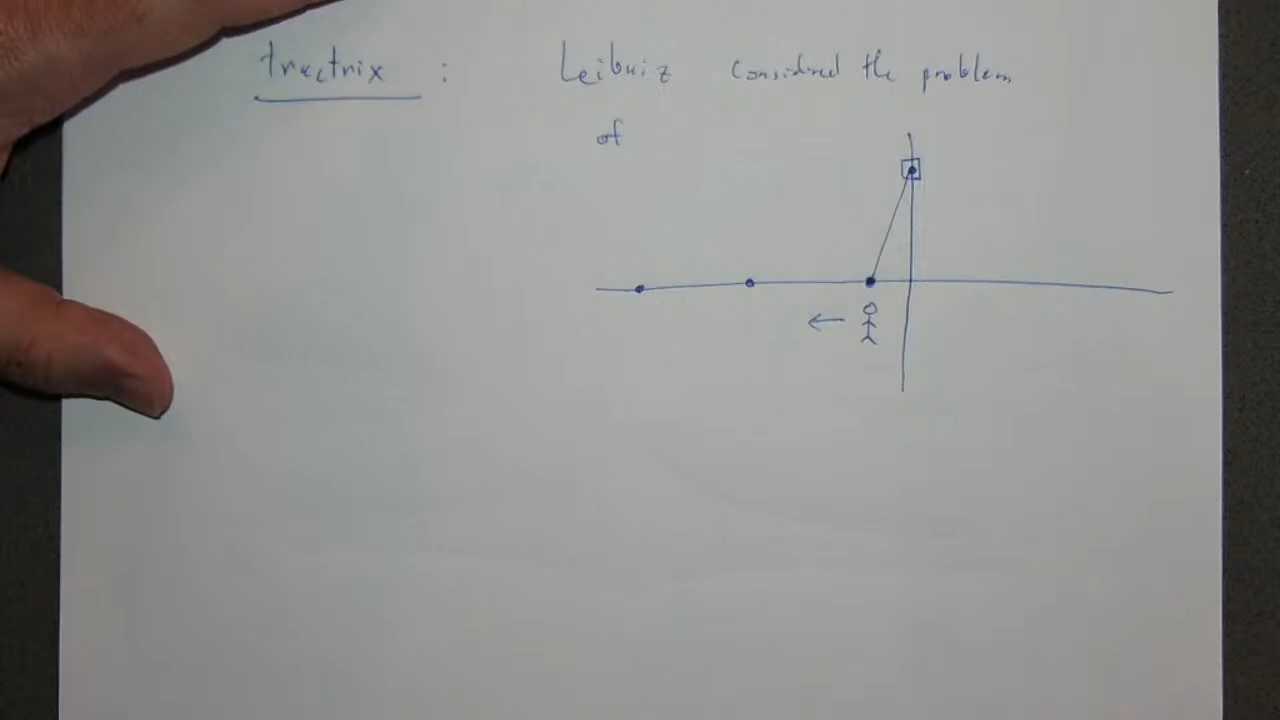 tractrix : Leibniz considered the problem
of